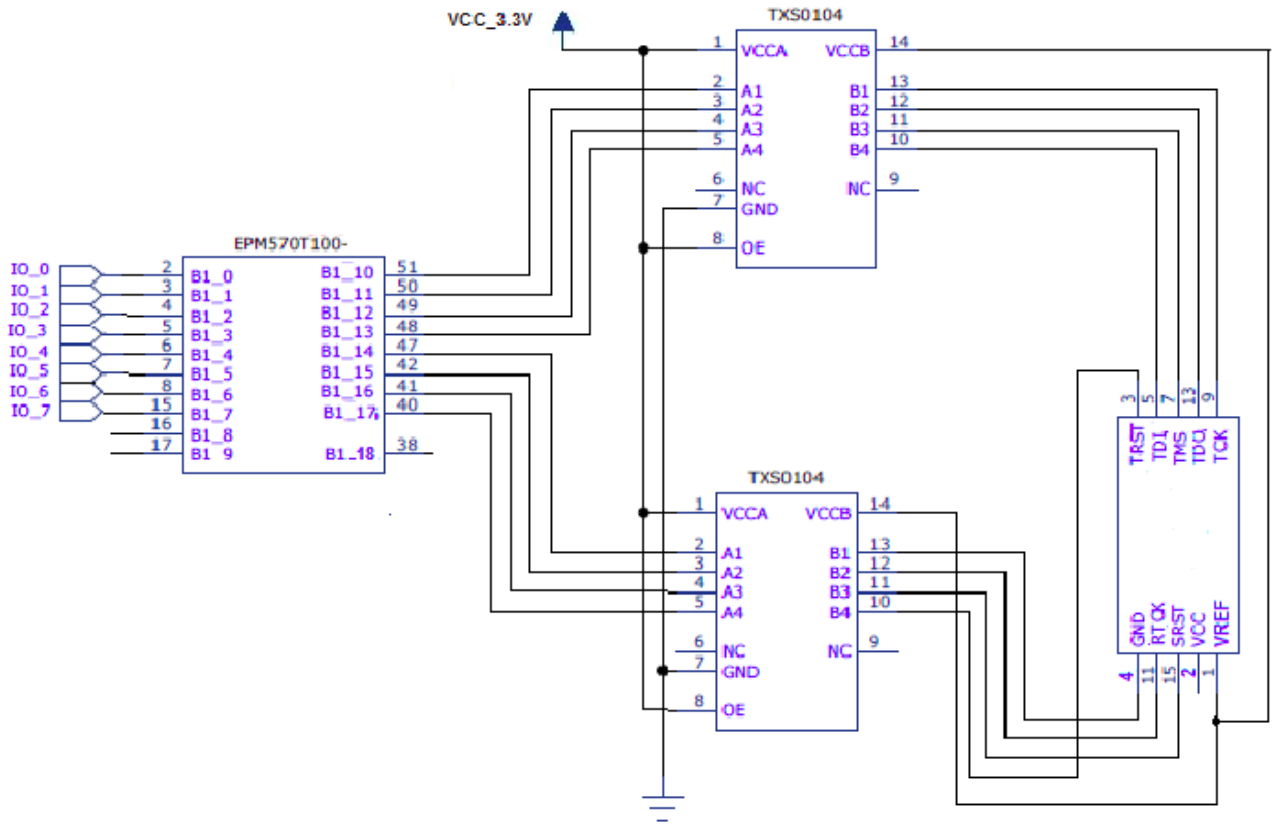 VCC_3.3V
TXS0104
1 VCCA VCCB 14
2 A1 B1 13
3 A2 B2 12
4 A3 B3 11
5 A4 B4 10
6 NC NC 9
7 GND
8 OE
EPM570T100-
IO_0 2 B1_0 B1_10 51
IO_1 3 B1_1 B1_11 50
IO_2 4 B1_2 B1_12 49
IO_3 5 B1_3 B1_13 48
IO_4 6 B1_4 B1_14 47
IO_5 7 B1_5 B1_15 42
IO_6 8 B1_6 B1_16 41
IO_7 15 B1_7 B1_17 40
16 B1_8
17 B1 9 B1_18 38
3 5 7 13 9
TRST TDI TMS TDO TCK
GND RTCK SRST VCC VREF
4 11 15 2 1
TXS0104
1 VCCA VCCB 14
2 A1 B1 13
3 A2 B2 12
4 A3 B3 11
5 A4 B4 10
6 NC NC 9
7 GND
8 OE